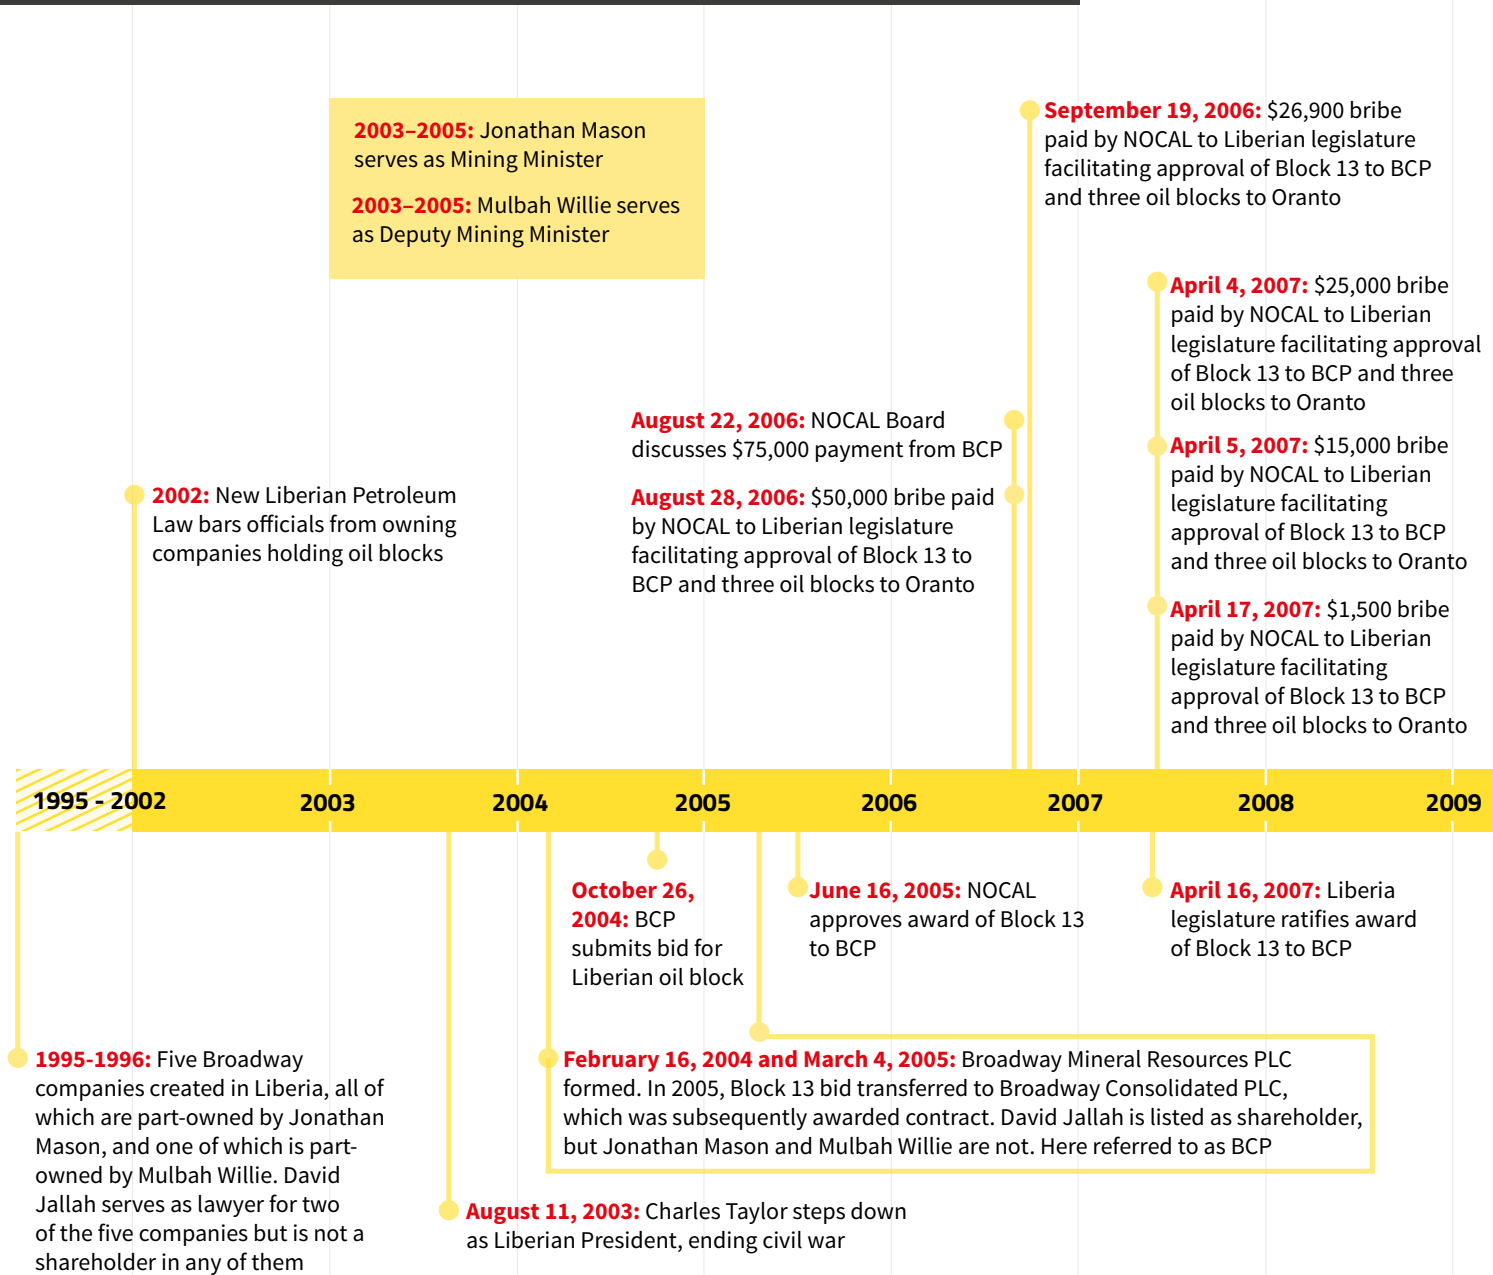 2003–2005: Jonathan Mason
serves as Mining Minister
2003–2005: Mulbah Willie serves
as Deputy Mining Minister
September 19, 2006: $26,900 bribe
paid by NOCAL to Liberian legislature
facilitating approval of Block 13 to BCP
and three oil blocks to Oranto
April 4, 2007: $25,000 bribe
paid by NOCAL to Liberian
legislature facilitating approval
of Block 13 to BCP and three
oil blocks to Oranto
August 22, 2006: NOCAL Board
discusses $75,000 payment from BCP
April 5, 2007: $15,000 bribe
paid by NOCAL to Liberian
legislature facilitating
approval of Block 13 to BCP
and three oil blocks to Oranto
2002: New Liberian Petroleum
Law bars officials from owning
companies holding oil blocks
August 28, 2006: $50,000 bribe paid
by NOCAL to Liberian legislature
facilitating approval of Block 13 to
BCP and three oil blocks to Oranto
April 17, 2007: $1,500 bribe
paid by NOCAL to Liberian
legislature facilitating
approval of Block 13 to BCP
and three oil blocks to Oranto
1995 - 2002
2003
2004
2005
2006
2007
2008
2009
October 26,
2004: BCP
submits bid for
Liberian oil block
June 16, 2005: NOCAL
approves award of Block 13
to BCP
April 16, 2007: Liberia
legislature ratifies award
of Block 13 to BCP
1995-1996: Five Broadway
companies created in Liberia, all of
which are part-owned by Jonathan
Mason, and one of which is part-
owned by Mulbah Willie. David
Jallah serves as lawyer for two
of the five companies but is not a
shareholder in any of them
February 16, 2004 and March 4, 2005: Broadway Mineral Resources PLC
formed. In 2005, Block 13 bid transferred to Broadway Consolidated PLC,
which was subsequently awarded contract. David Jallah is listed as shareholder,
but Jonathan Mason and Mulbah Willie are not. Here referred to as BCP
August 11, 2003: Charles Taylor steps down
as Liberian President, ending civil war